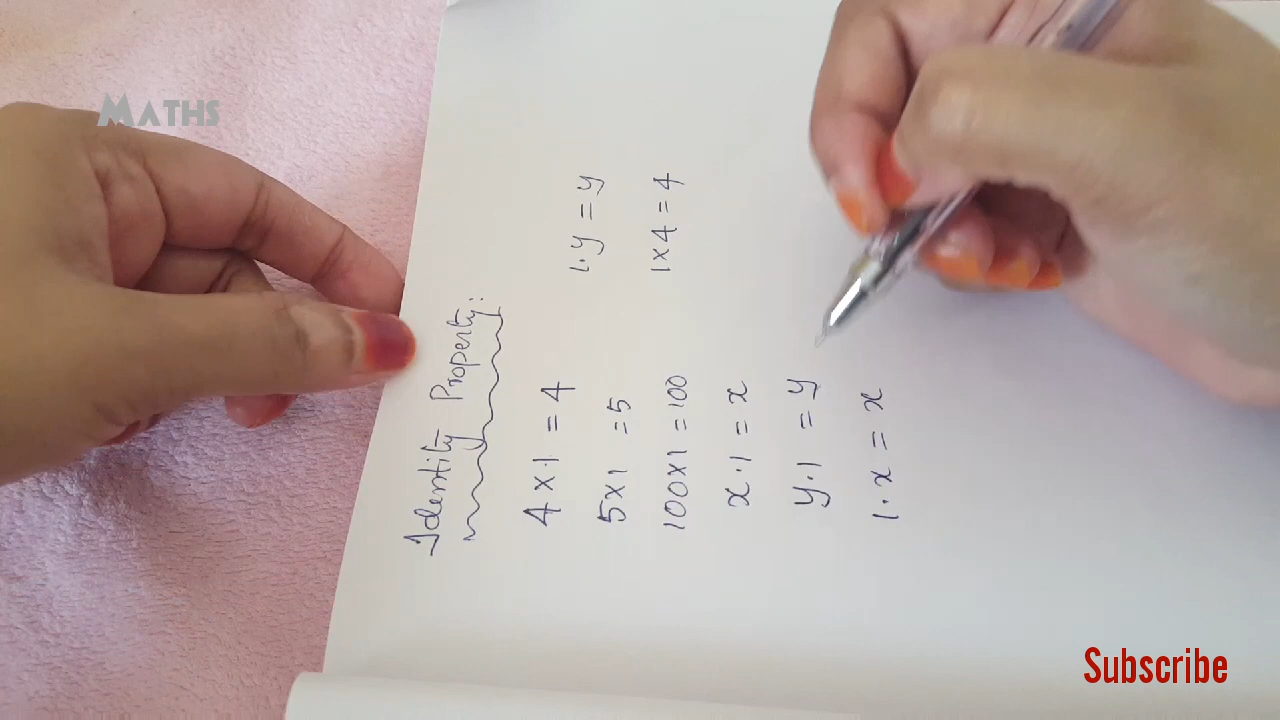 MATHS
Identity Property:
4 × 1 = 4
5 × 1 = 5
100 × 1 = 100
x · 1 = x
y · 1 = y
1 · x = x
1 · y = y
1 × 4 = 4
Subscribe